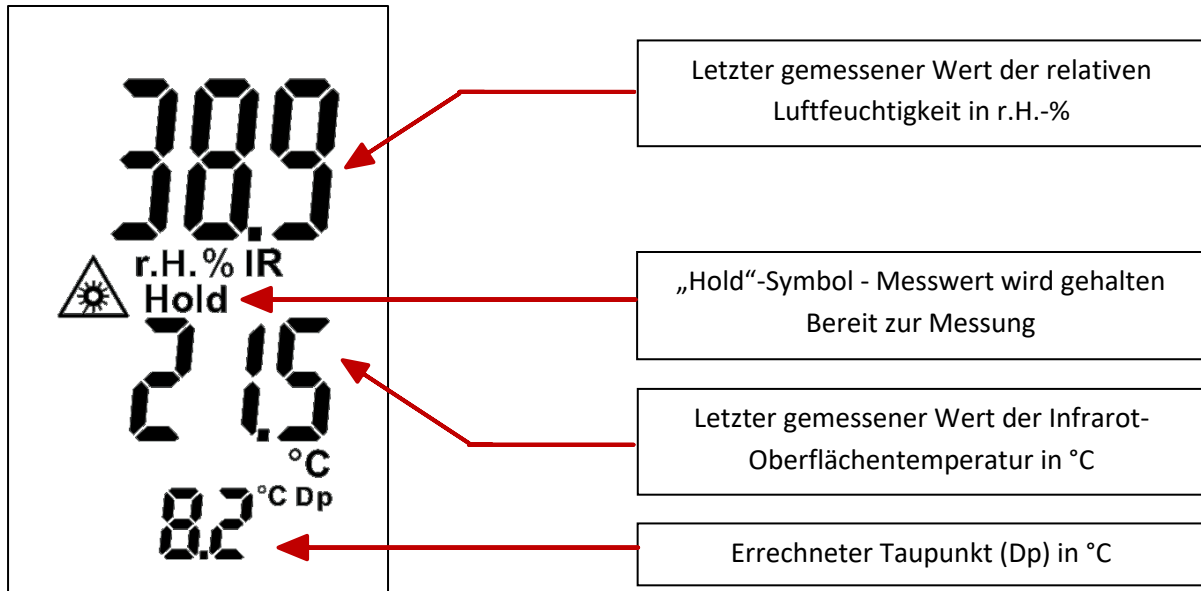 38.9
r.H.% IR
Hold
21.5
°C
8.2 °C Dp
Letzter gemessener Wert der relativen
Luftfeuchtigkeit in r.H.-%
„Hold“-Symbol - Messwert wird gehalten
Bereit zur Messung
Letzter gemessener Wert der Infrarot-
Oberflächentemperatur in °C
Errechneter Taupunkt (Dp) in °C